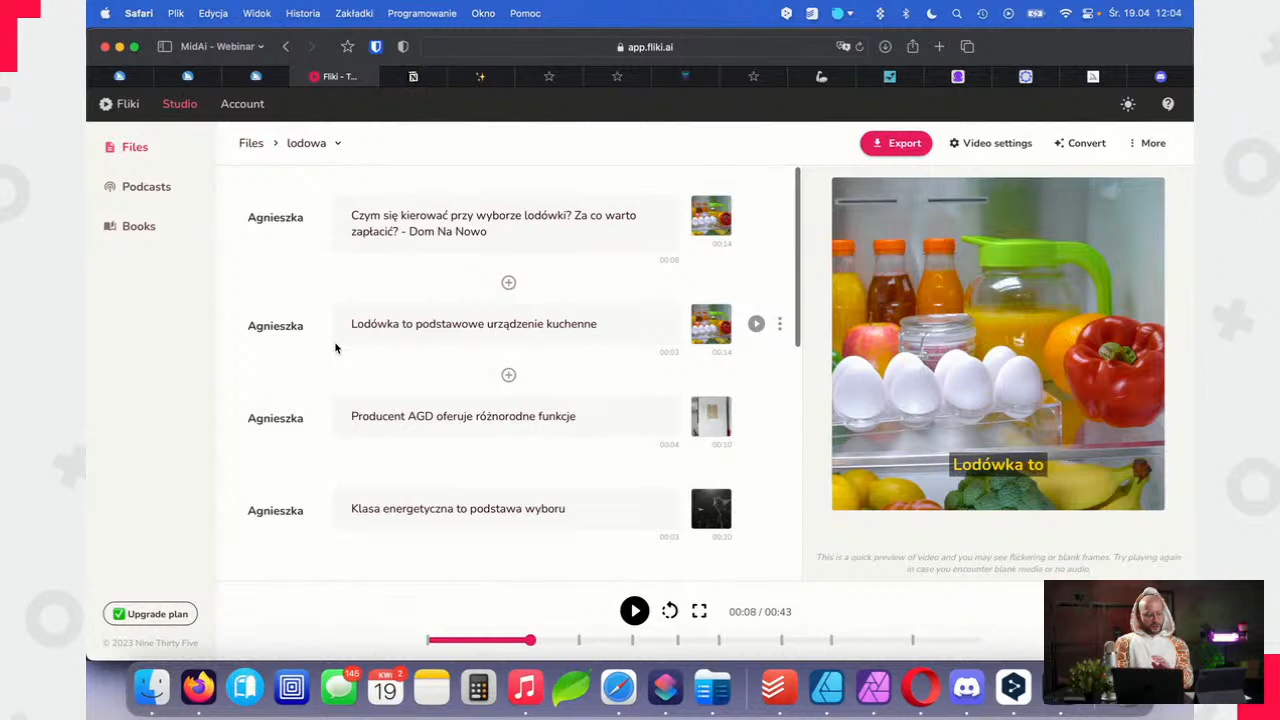 Safari Plik Edycja Widok Historia Zakładki Programowanie Okno Pomoc Śr. 19.04 12:04
MidAi - Webinar app.fliki.ai
Fliki - T...
Fliki Studio Account
Files
Podcasts
Books
Files > lodowa
Export Video settings Convert More
Agnieszka
Czym się kierować przy wyborze lodówki? Za co warto
zapłacić? - Dom Na Nowo
00:14
00:08
Agnieszka
Lodówka to podstawowe urządzenie kuchenne
00:03 00:14
Agnieszka
Producent AGD oferuje różnorodne funkcje
00:04 00:10
Agnieszka
Klasa energetyczna to podstawa wyboru
00:03 00:20
Lodówka to
This is a quick preview of video and you may see flickering or blank frames. Try playing again
in case you encounter blank media or no audio.
00:08 / 00:43
Upgrade plan
© 2023 Nine Thirty Five
145
KWI
19
2